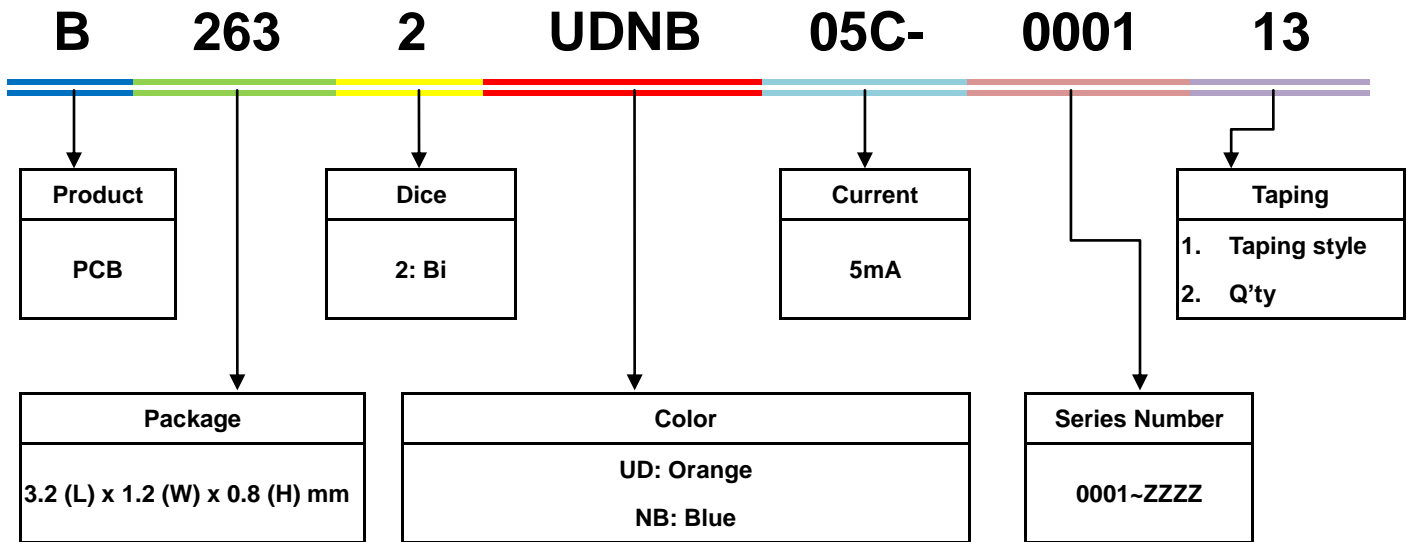 B 263 2 UDNB 05C- 0001 13
Product
PCB
Dice
2: Bi
Current
5mA
Taping
1. Taping style
2. Q’ty
Package
3.2 (L) x 1.2 (W) x 0.8 (H) mm
Color
UD: Orange
NB: Blue
Series Number
0001~ZZZZ